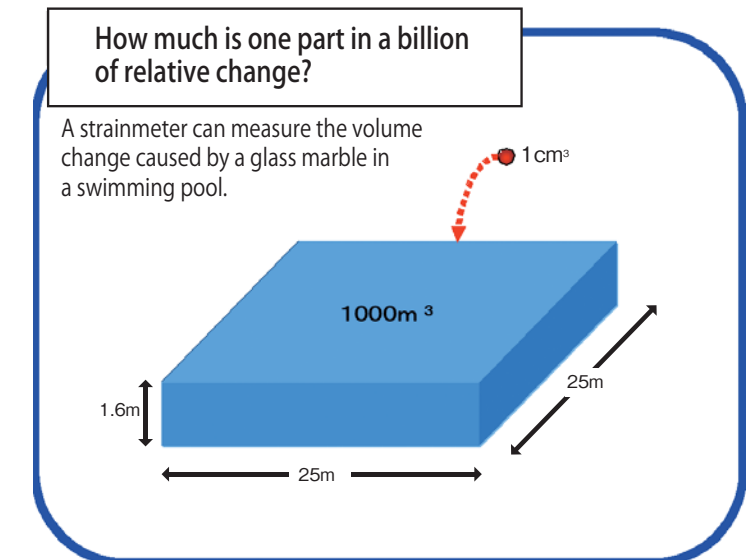 How much is one part in a billion
of relative change?
A strainmeter can measure the volume
change caused by a glass marble in
a swimming pool.
1cm³
1000m ³
1.6m
25m
25m